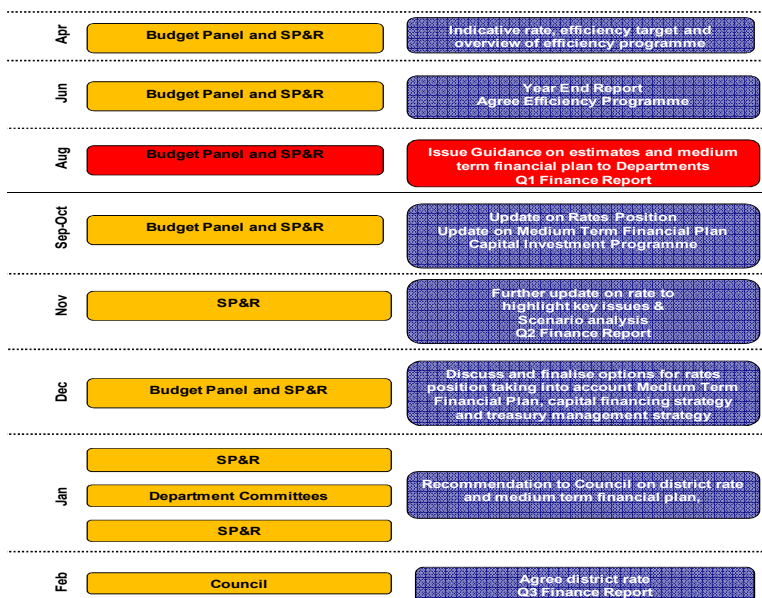 Apr
Budget Panel and SP&R
Indicative rate, efficiency target and
overview of efficiency programme
Jun
Budget Panel and SP&R
Year End Report
Agree Efficiency Programme
Aug
Budget Panel and SP&R
Issue Guidance on estimates and medium
term financial plan to Departments
Q1 Finance Report
Sep-Oct
Budget Panel and SP&R
Update on Rates Position
Update on Medium Term Financial Plan
Capital Investment Programme
Nov
SP&R
Further update on rate to
highlight key issues &
Scenario analysis
Q2 Finance Report
Dec
Budget Panel and SP&R
Discuss and finalise options for rates
position taking into account Medium Term
Financial Plan, capital financing strategy
and treasury management strategy
Jan
SP&R
Department Committees
SP&R
Recommendation to Council on district rate
and medium term financial plan,
Feb
Council
Agree district rate
Q3 Finance Report